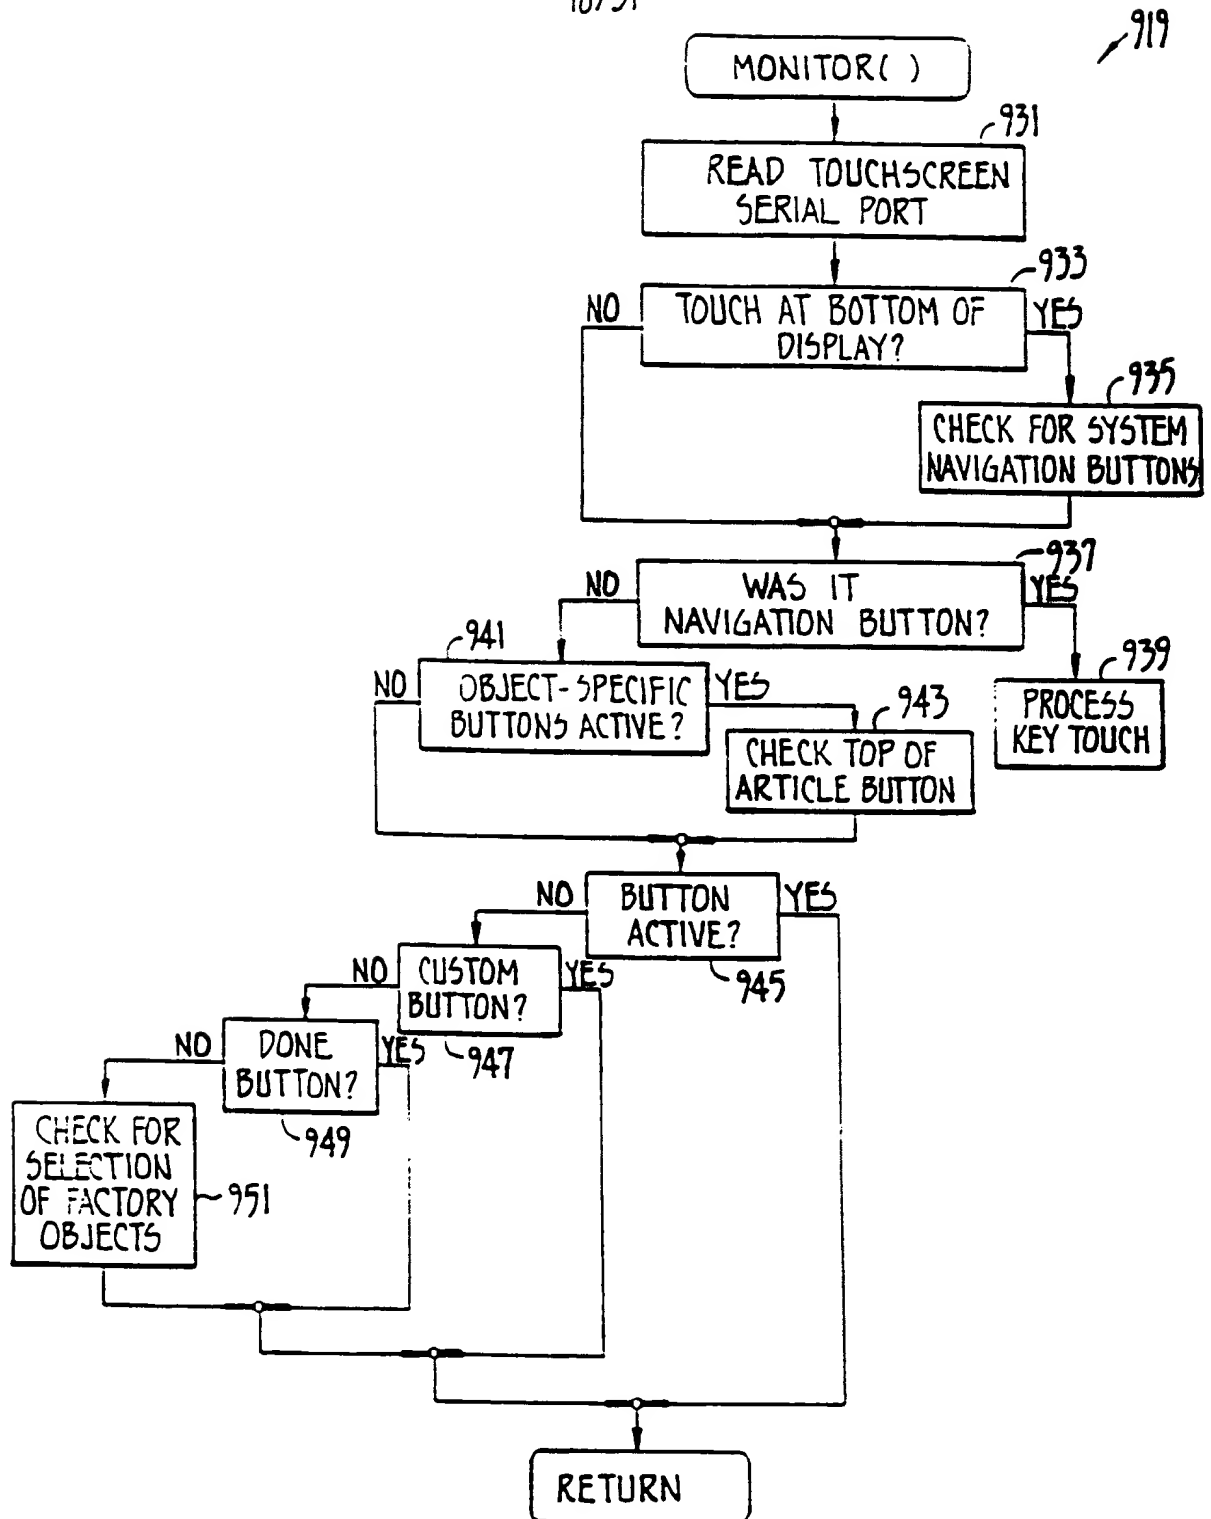 919
MONITOR( )
931
READ TOUCHSCREEN
SERIAL PORT
933
NO
TOUCH AT BOTTOM OF
DISPLAY?
YES
935
CHECK FOR SYSTEM
NAVIGATION BUTTONS
937
NO
WAS IT
NAVIGATION BUTTON?
YES
941
939
NO
OBJECT-SPECIFIC
BUTTONS ACTIVE?
YES
943
PROCESS
KEY TOUCH
CHECK TOP OF
ARTICLE BUTTON
NO
BUTTON
ACTIVE?
YES
945
NO
CUSTOM
BUTTON?
YES
947
NO
DONE
BUTTON?
YES
949
CHECK FOR
SELECTION
OF FACTORY
OBJECTS
951
RETURN